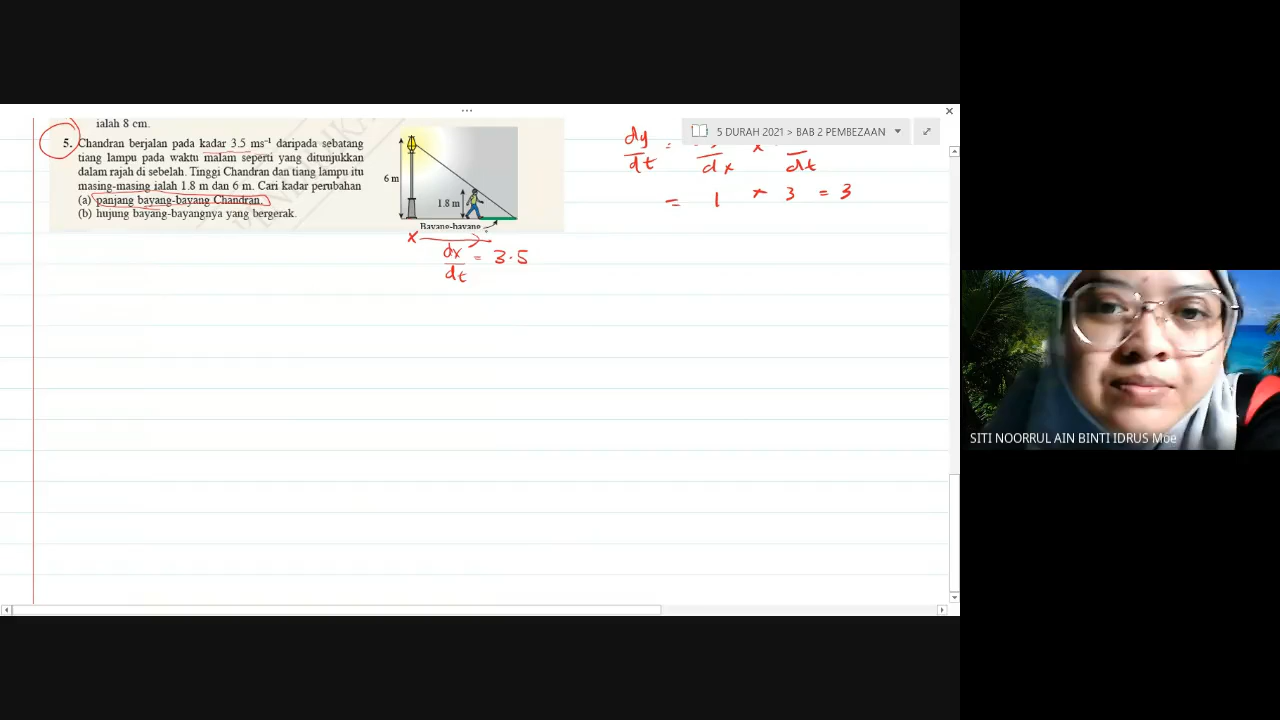 ialah 8 cm.
5. Chandran berjalan pada kadar 3.5 ms⁻¹ daripada sebatang
tiang lampu pada waktu malam seperti yang ditunjukkan
dalam rajah di sebelah. Tinggi Chandran dan tiang lampu itu
masing-masing ialah 1.8 m dan 6 m. Cari kadar perubahan
(a) panjang bayang-bayang Chandran.
(b) hujung bayang-bayangnya yang bergerak.
6 m
1.8 m
Bayang-bayang
x
dx/dt = 3.5
5 DURAH 2021 > BAB 2 PEMBEZAAN
dy/dt = dx × dt
= 1 × 3 = 3
SITI NOORRUL AIN BINTI IDRUS Moe